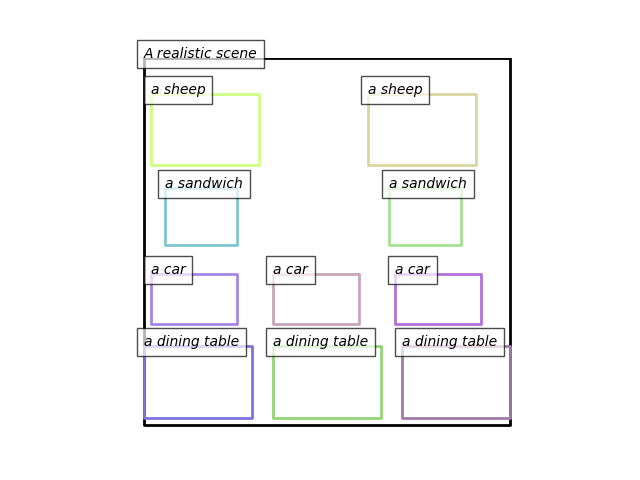 A realistic scene
a sheep
a sheep
a sandwich
a sandwich
a car
a car
a car
a dining table
a dining table
a dining table